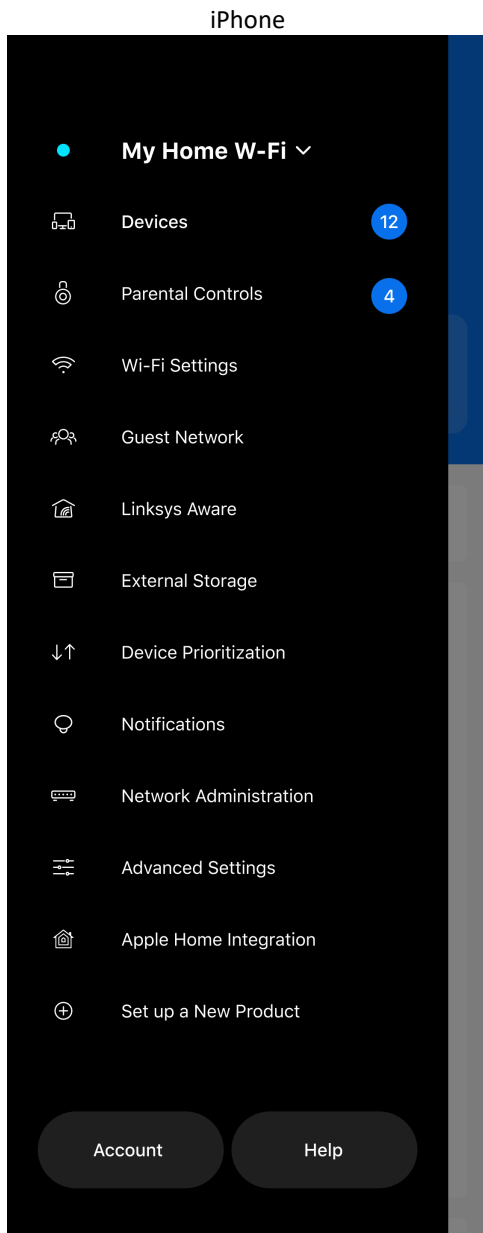 iPhone
My Home W-Fi
Devices 12
Parental Controls 4
Wi-Fi Settings
Guest Network
Linksys Aware
External Storage
Device Prioritization
Notifications
Network Administration
Advanced Settings
Apple Home Integration
Set up a New Product
Account Help